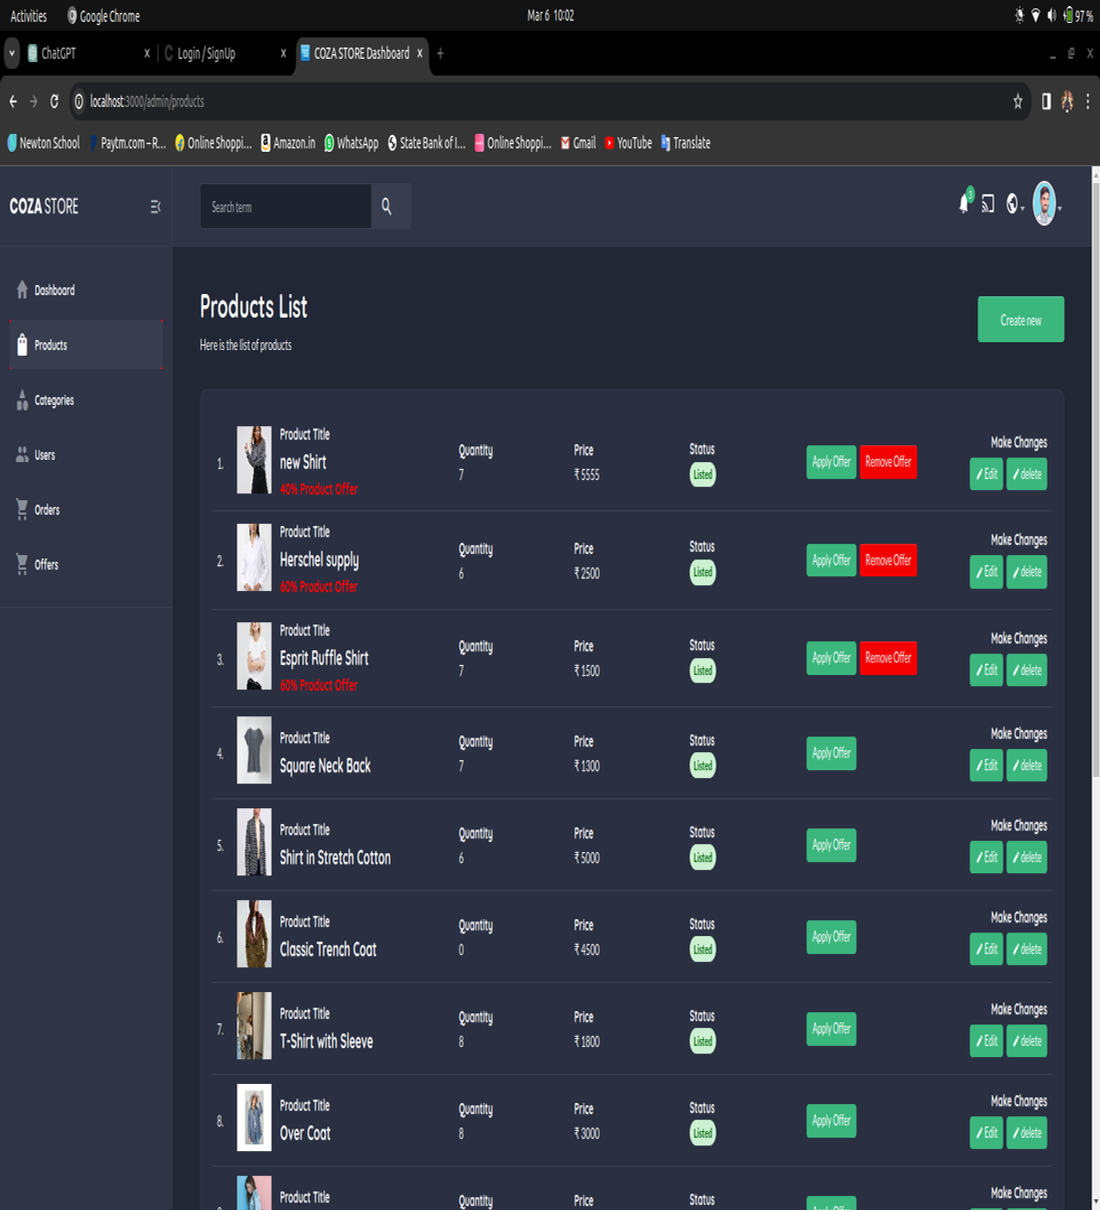 Activities Google Chrome Mar 6 10:02 97 %
ChatGPT x Login / SignUp x COZA STORE Dashboard x +
localhost:3000/admin/products
Newton School Paytm.com – R... Online Shoppi... Amazon.in WhatsApp State Bank of I... Online Shoppi... Gmail YouTube Translate
COZA STORE
Search term
3
Dashboard
Products
Categories
Users
Orders
Offers
Products List
Here is the list of products
Create new
1. Product Title
new Shirt
40% Product Offer
Quantity
7
Price
₹ 5555
Status
Listed
Apply Offer Remove Offer
Make Changes
Edit delete
2. Product Title
Herschel supply
60% Product Offer
Quantity
6
Price
₹ 2500
Status
Listed
Apply Offer Remove Offer
Make Changes
Edit delete
3. Product Title
Esprit Ruffle Shirt
60% Product Offer
Quantity
7
Price
₹ 1500
Status
Listed
Apply Offer Remove Offer
Make Changes
Edit delete
4. Product Title
Square Neck Back
Quantity
7
Price
₹ 1300
Status
Listed
Apply Offer
Make Changes
Edit delete
5. Product Title
Shirt in Stretch Cotton
Quantity
6
Price
₹ 5000
Status
Listed
Apply Offer
Make Changes
Edit delete
6. Product Title
Classic Trench Coat
Quantity
0
Price
₹ 4500
Status
Listed
Apply Offer
Make Changes
Edit delete
7. Product Title
T-Shirt with Sleeve
Quantity
8
Price
₹ 1800
Status
Listed
Apply Offer
Make Changes
Edit delete
8. Product Title
Over Coat
Quantity
8
Price
₹ 3000
Status
Listed
Apply Offer
Make Changes
Edit delete
Product Title
Quantity
Price
Status
Make Changes